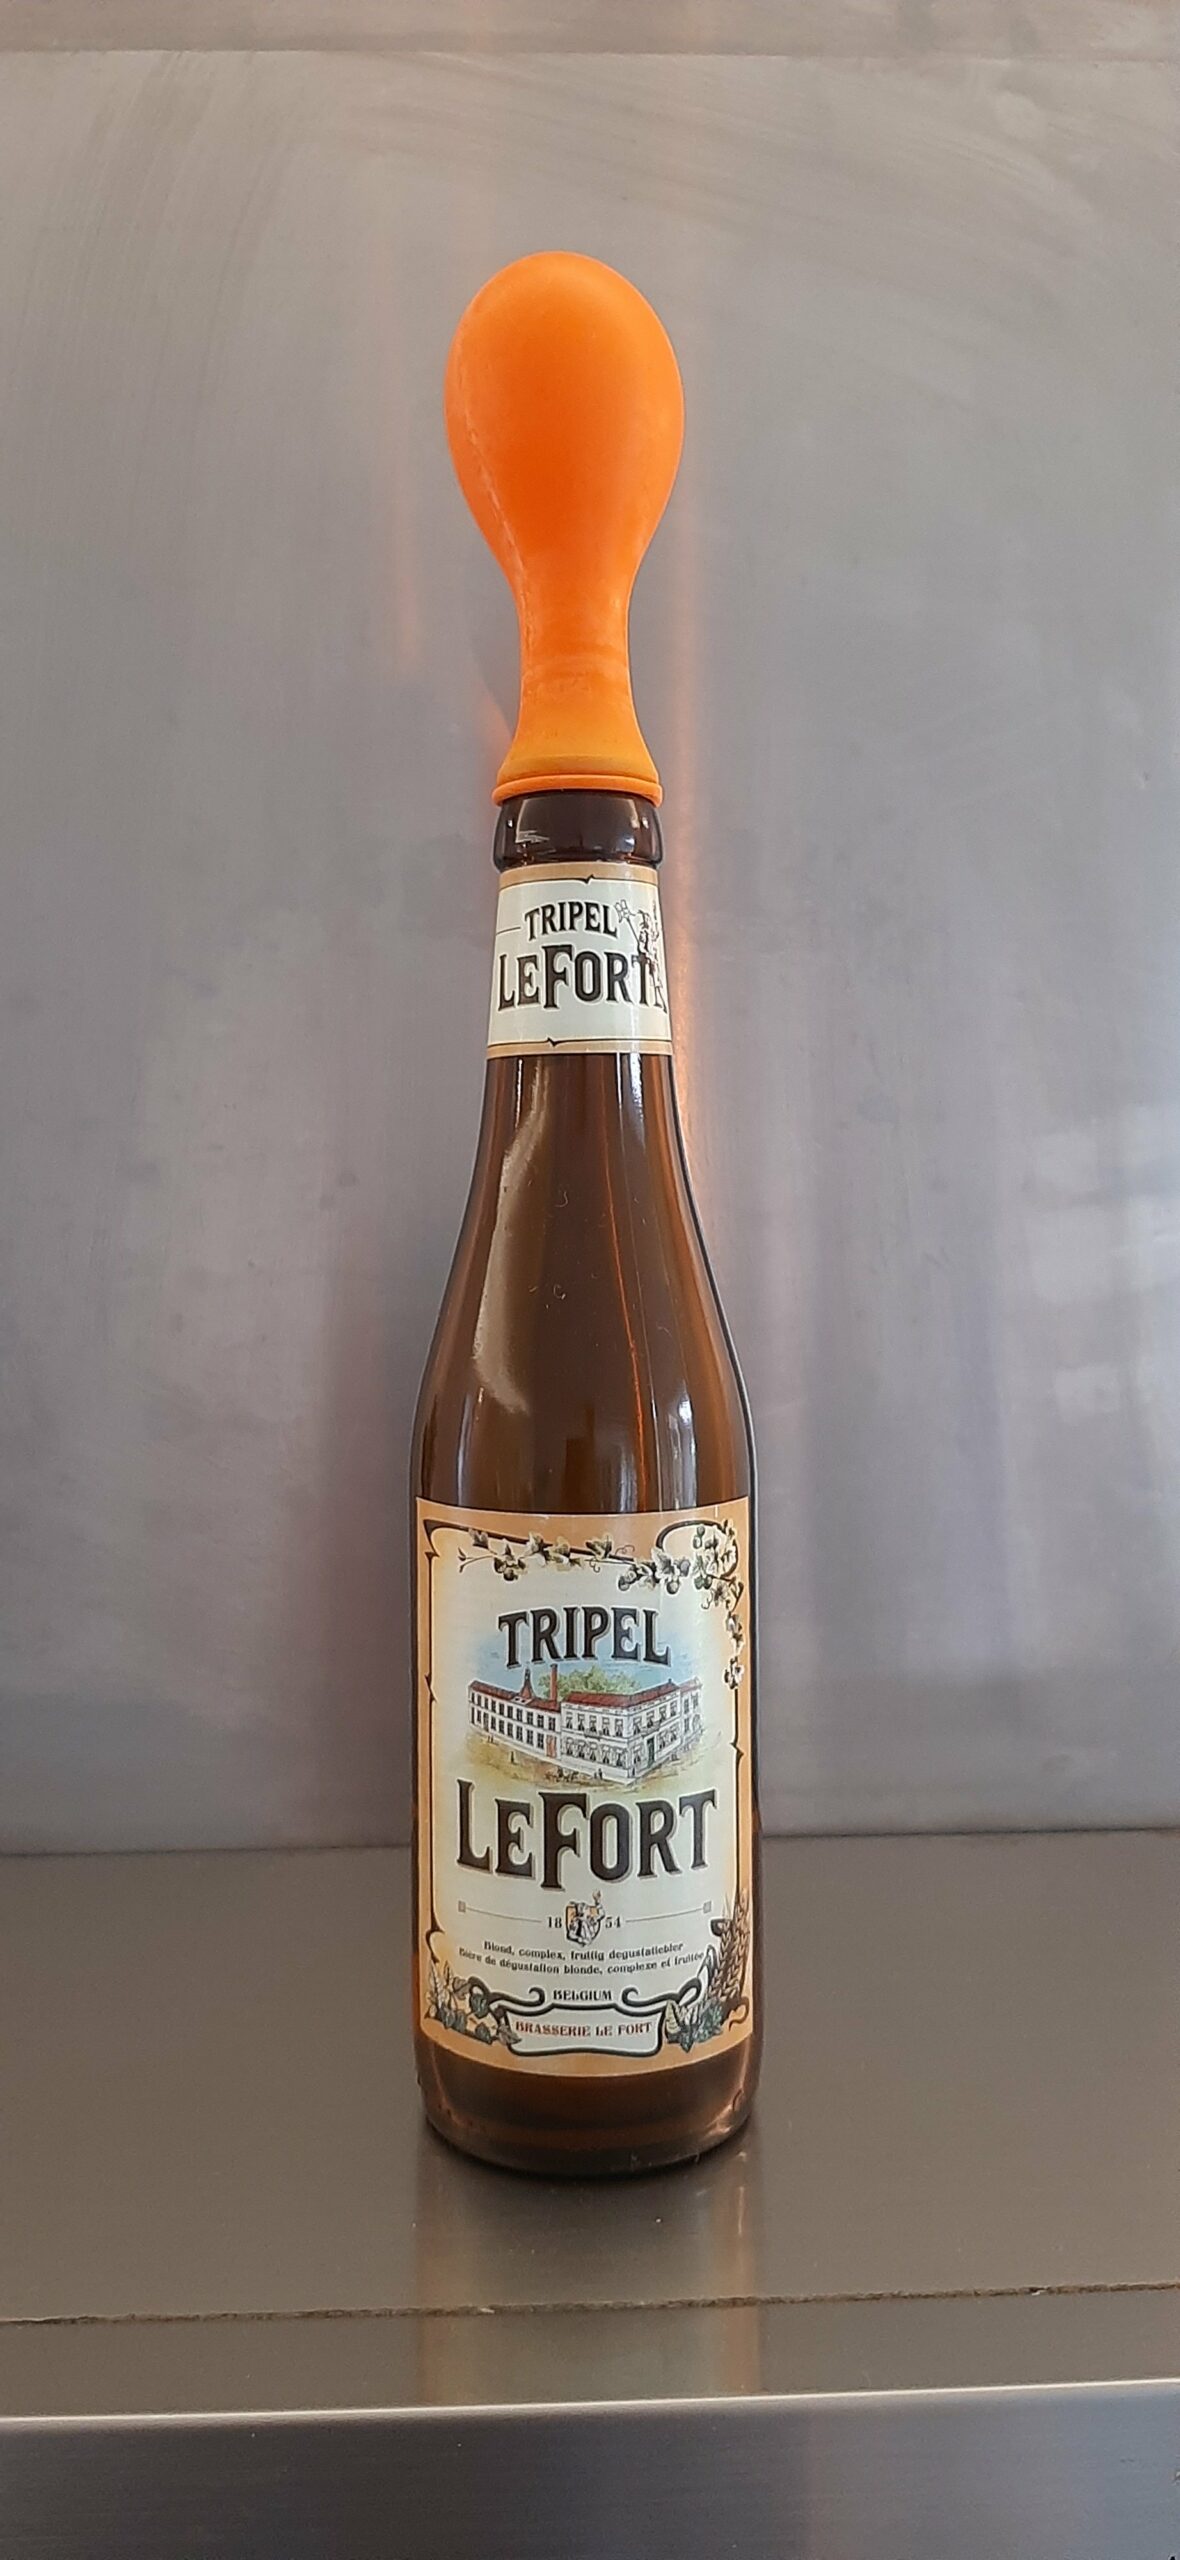 TRIPEL
LEFORT
TRIPEL
LEFORT
18 54
Blond, complex, fruitig degustatiebier
Bière de dégustation blonde, complexe et fruitée
BELGIUM
BRASSERIE LE FORT